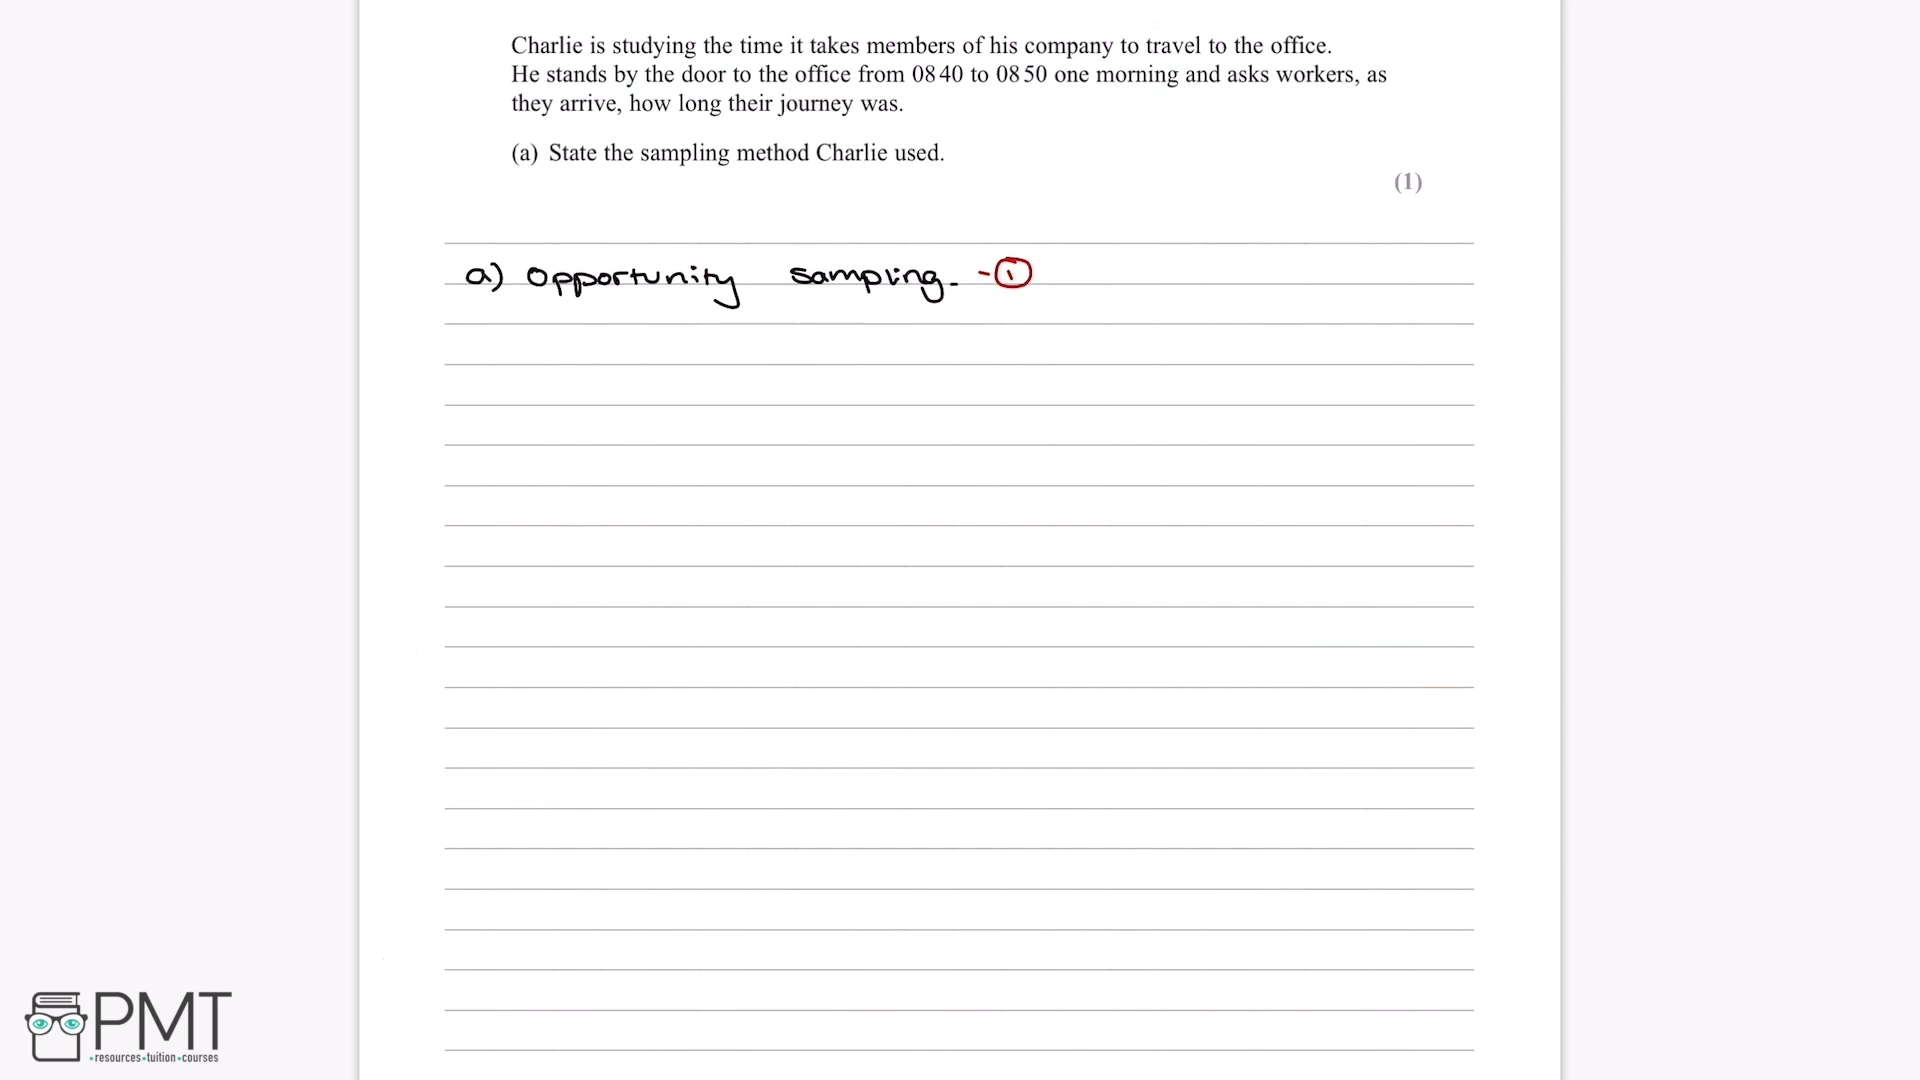 Charlie is studying the time it takes members of his company to travel to the office.
He stands by the door to the office from 08 40 to 08 50 one morning and asks workers, as
they arrive, how long their journey was.
(a) State the sampling method Charlie used.
(1)
a) Opportunity sampling. - ①
PMT
•resources•tuition•courses